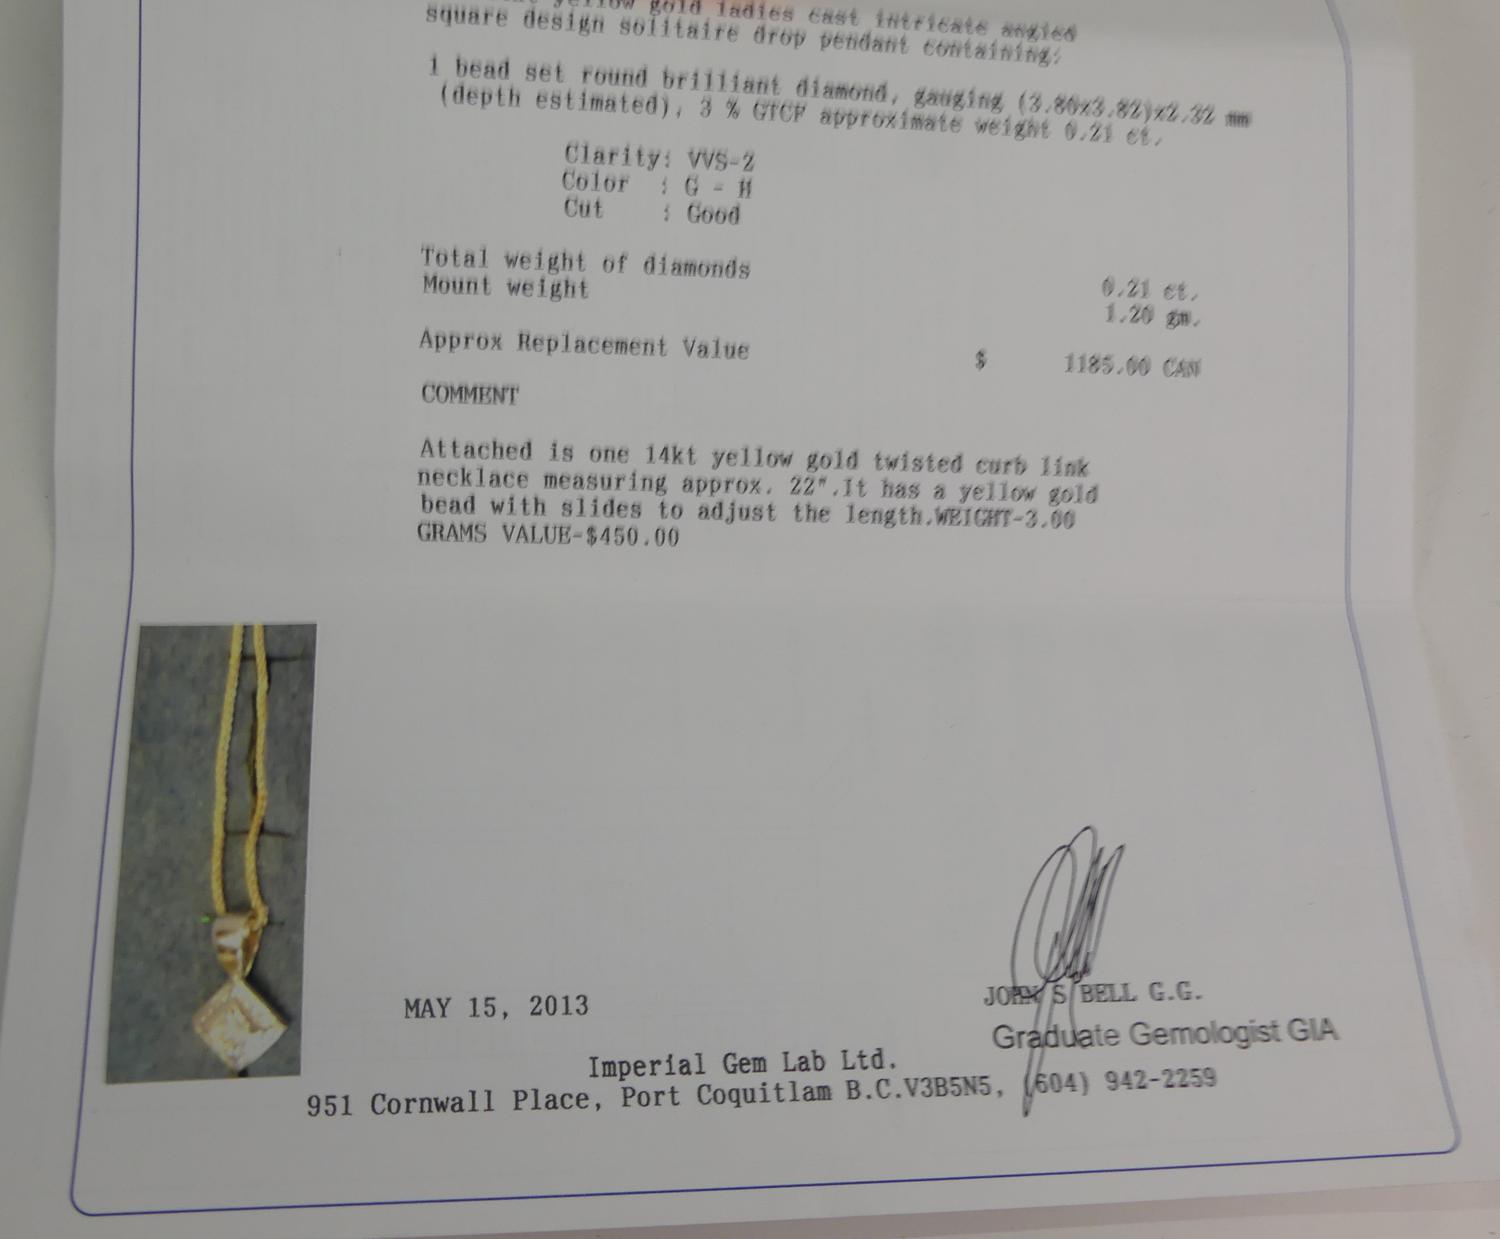 yellow gold ladies cast intricate angled
square design solitaire drop pendant containing;
1 bead set round brilliant diamond, gauging (3.80x3.82)x2.32 mm
(depth estimated), 3 % GTCF approximate weight 0.21 ct.
Clarity: VVS-2
Color : G - H
Cut : Good
Total weight of diamonds 0.21 ct.
Mount weight 1.20 gm.
Approx Replacement Value $ 1185.00 CAN
COMMENT
Attached is one 14kt yellow gold twisted curb link
necklace measuring approx. 22".It has a yellow gold
bead with slides to adjust the length.WEIGHT-3.00
GRAMS VALUE-$450.00
MAY 15, 2013
JOHN S BELL G.G.
Graduate Gemologist GIA
Imperial Gem Lab Ltd.
951 Cornwall Place, Port Coquitlam B.C.V3B5N5, (604) 942-2259